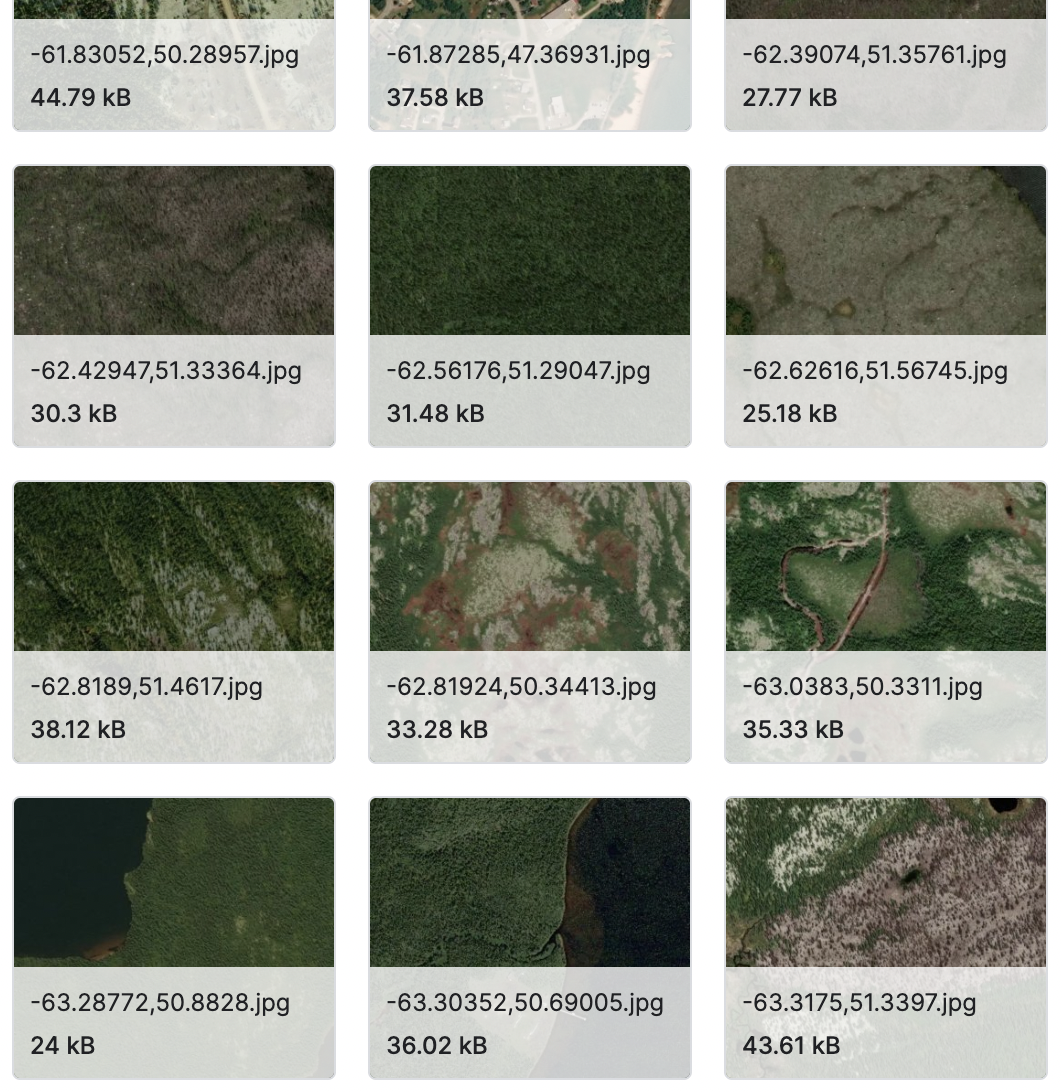 -61.83052,50.28957.jpg
44.79 kB
-61.87285,47.36931.jpg
37.58 kB
-62.39074,51.35761.jpg
27.77 kB
-62.42947,51.33364.jpg
30.3 kB
-62.56176,51.29047.jpg
31.48 kB
-62.62616,51.56745.jpg
25.18 kB
-62.8189,51.4617.jpg
38.12 kB
-62.81924,50.34413.jpg
33.28 kB
-63.0383,50.3311.jpg
35.33 kB
-63.28772,50.8828.jpg
24 kB
-63.30352,50.69005.jpg
36.02 kB
-63.3175,51.3397.jpg
43.61 kB